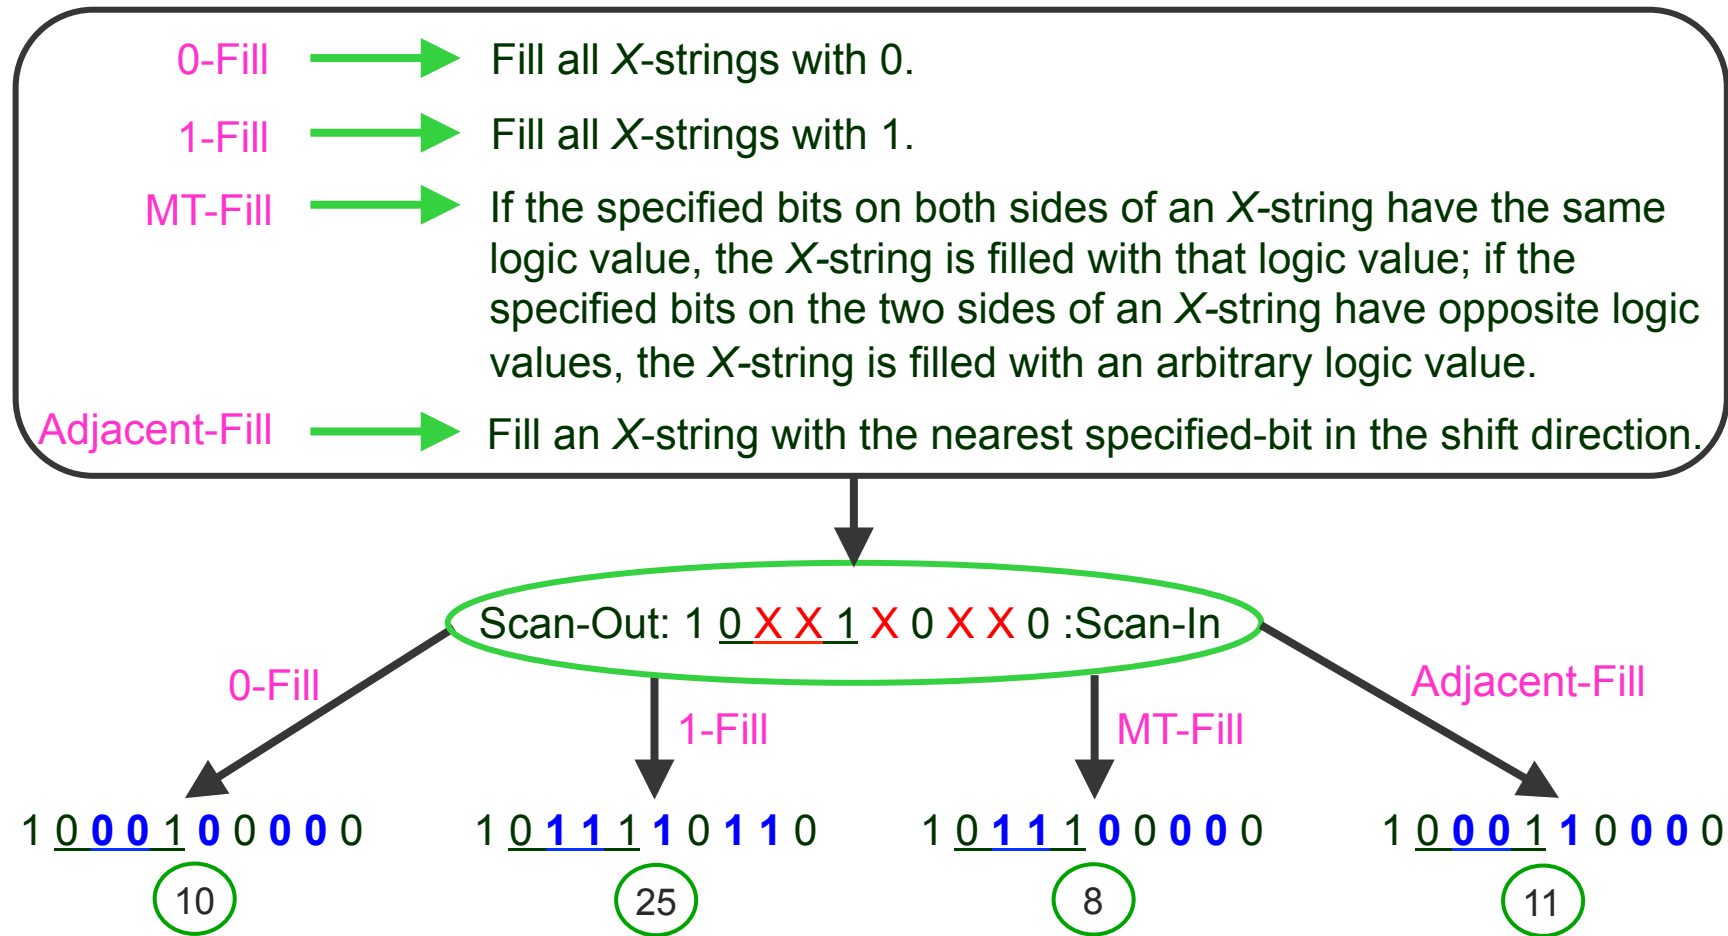 0-Fill Fill all X-strings with 0.
1-Fill Fill all X-strings with 1.
MT-Fill If the specified bits on both sides of an X-string have the same
logic value, the X-string is filled with that logic value; if the
specified bits on the two sides of an X-string have opposite logic
values, the X-string is filled with an arbitrary logic value.
Adjacent-Fill Fill an X-string with the nearest specified-bit in the shift direction.
Scan-Out: 1 0 X X 1 X 0 X X 0 :Scan-In
0-Fill
1-Fill
MT-Fill
Adjacent-Fill
1 0 0 0 1 0 0 0 0 0
1 0 1 1 1 1 0 1 1 0
1 0 1 1 1 0 0 0 0 0
1 0 0 0 1 1 0 0 0 0
10
25
8
11